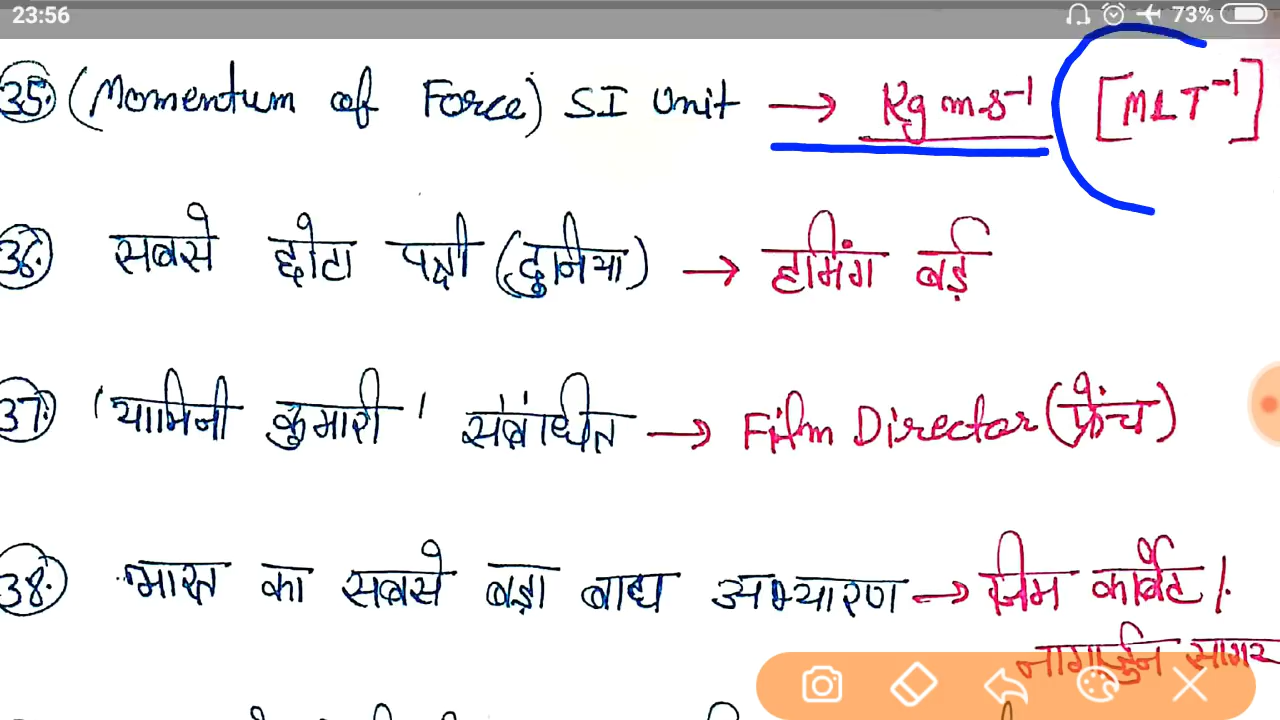 23:56 73%
35. (Momentum of Force) SI Unit → Kg m s⁻¹ [MLT⁻¹]
36. सबसे छोटा पक्षी (दुनिया) → हमिंग बर्ड
37. 'यामिनी कुमारी' संबंधित → Film Director (फ्रेंच)
38. भारत का सबसे बड़ा बाघ अभ्यारण → जिम कार्बेट /
नागार्जुन सागर